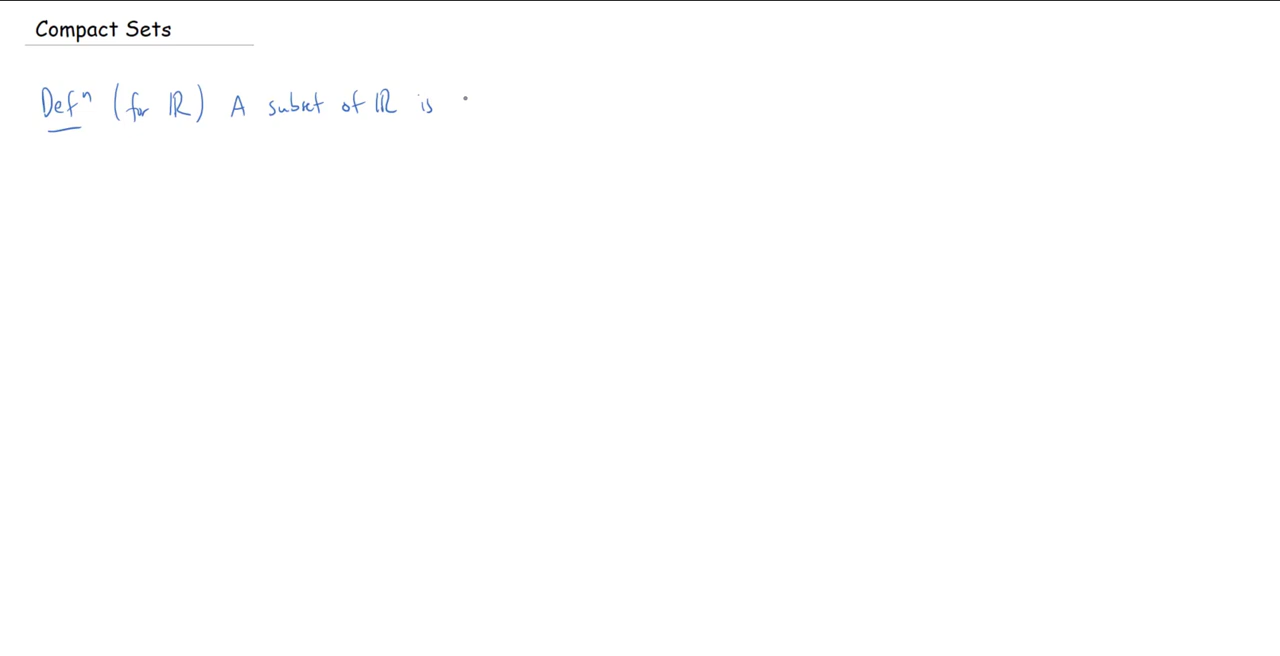 Compact Sets
Defⁿ (for ℝ) A subset of ℝ is